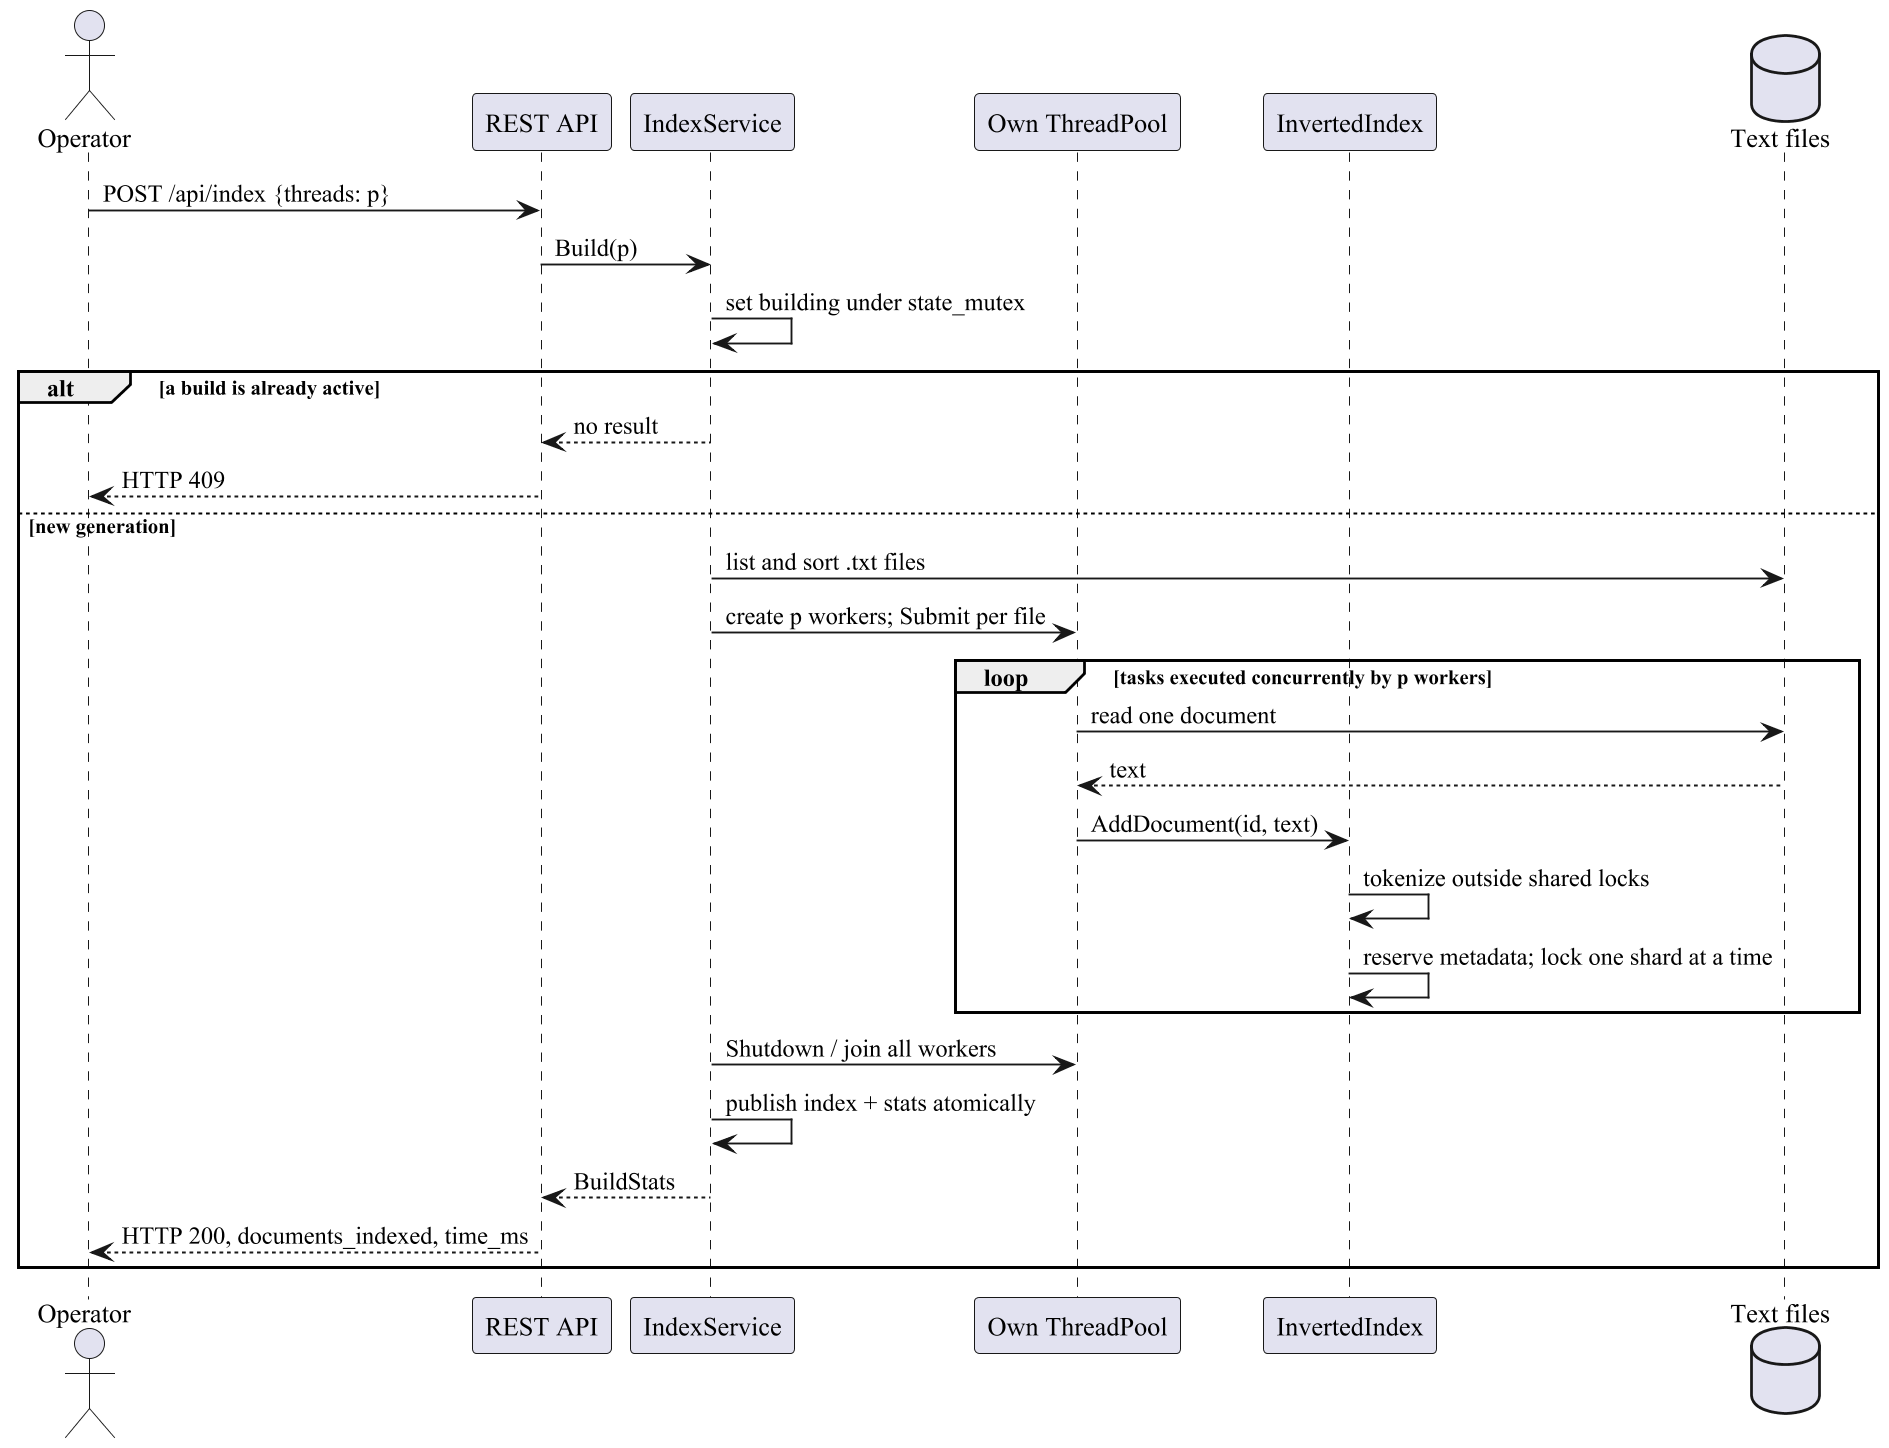 Operator
REST API
IndexService
Own ThreadPool
InvertedIndex
Text files
POST /api/index {threads: p}
Build(p)
set building under state_mutex
alt
[a build is already active]
no result
HTTP 409
[new generation]
list and sort .txt files
create p workers; Submit per file
loop
[tasks executed concurrently by p workers]
read one document
text
AddDocument(id, text)
tokenize outside shared locks
reserve metadata; lock one shard at a time
Shutdown / join all workers
publish index + stats atomically
BuildStats
HTTP 200, documents_indexed, time_ms
Operator
REST API
IndexService
Own ThreadPool
InvertedIndex
Text files